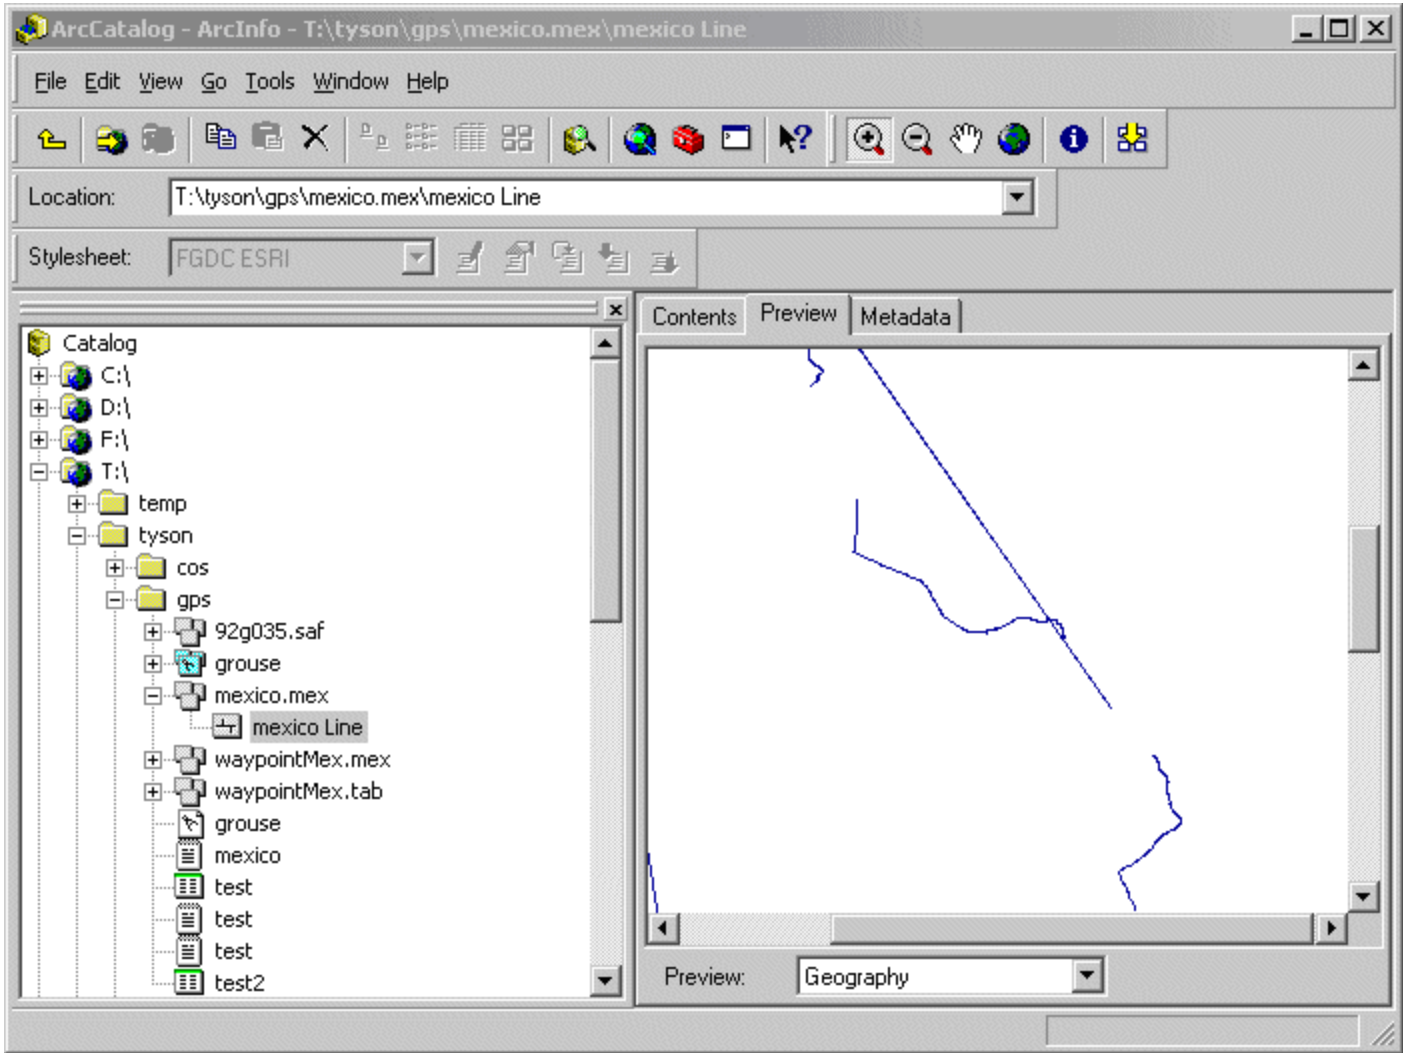 ArcCatalog - ArcInfo - T:\tyson\gps\mexico.mex\mexico Line
File Edit View Go Tools Window Help
Location: T:\tyson\gps\mexico.mex\mexico Line
Stylesheet: FGDC ESRI
Contents Preview Metadata
Catalog
C:\
D:\
F:\
T:\
temp
tyson
cos
gps
92g035.saf
grouse
mexico.mex
mexico Line
waypointMex.mex
waypointMex.tab
grouse
mexico
test
test
test
test2
Preview: Geography